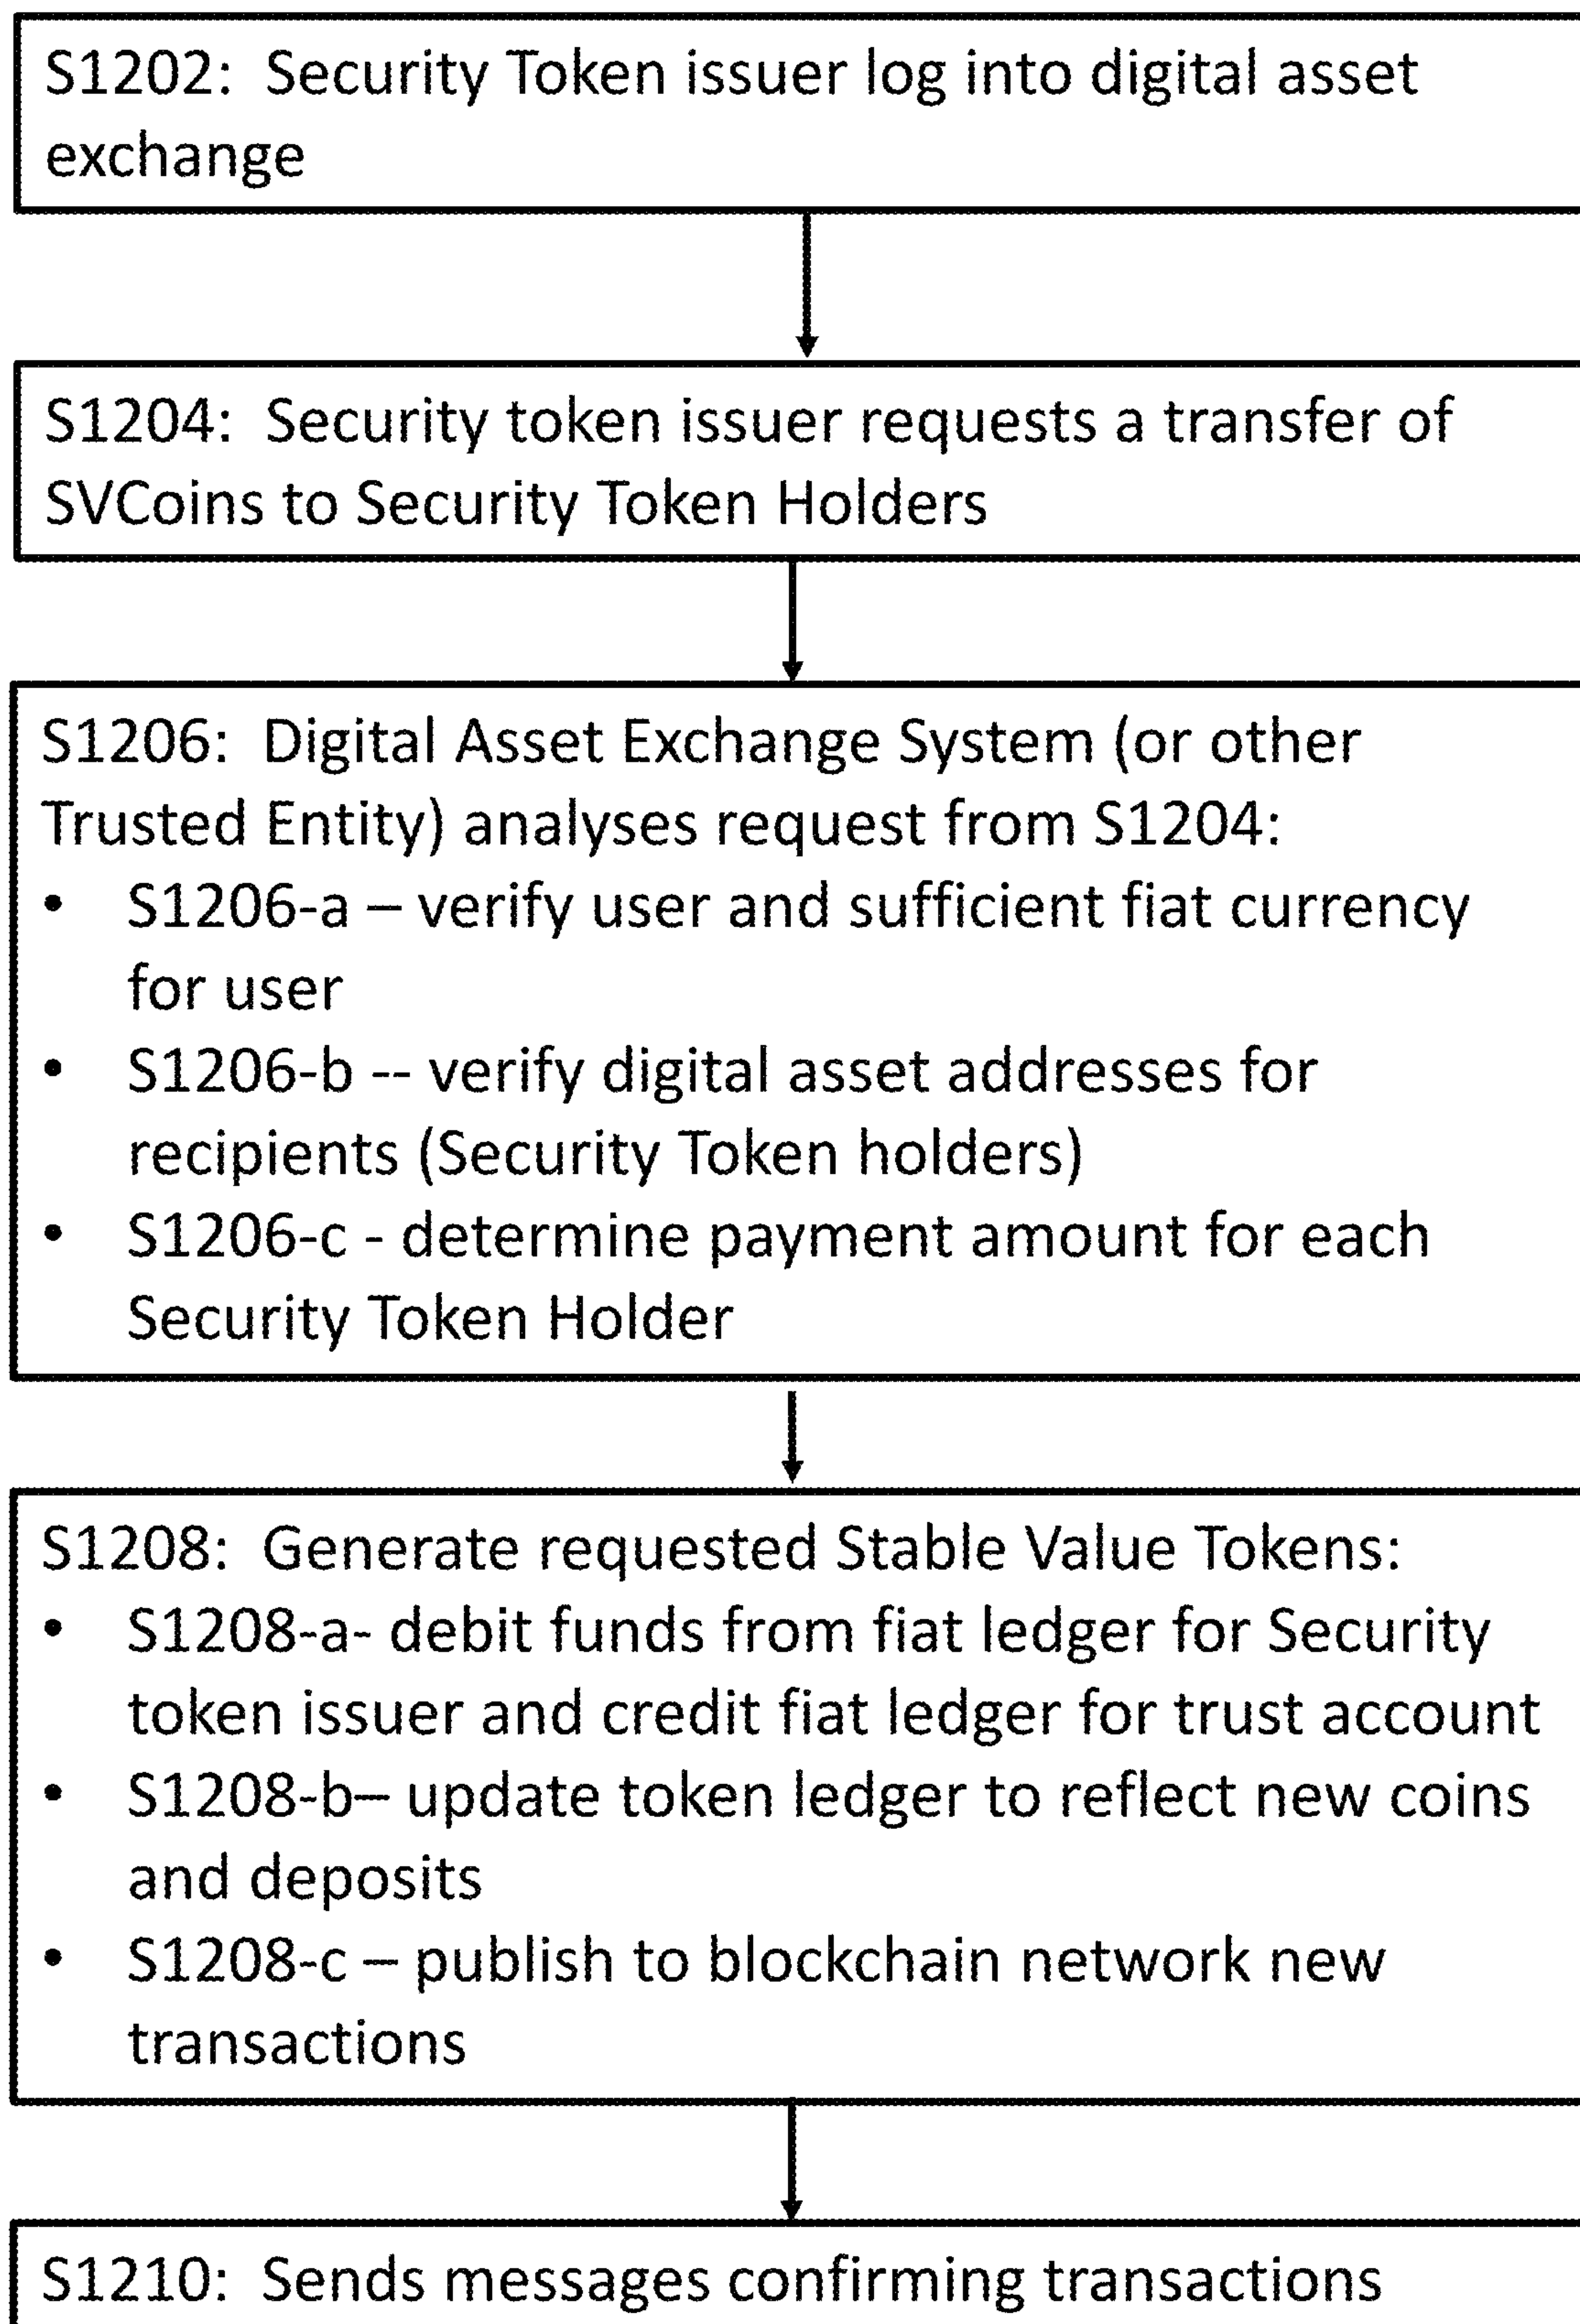 S1202: Security Token issuer log into digital asset
exchange
S1204: Security token issuer requests a transfer of
SVCoins to Security Token Holders
S1206: Digital Asset Exchange System (or other
Trusted Entity) analyses request from S1204:
• S1206-a – verify user and sufficient fiat currency
for user
• S1206-b -- verify digital asset addresses for
recipients (Security Token holders)
• S1206-c - determine payment amount for each
Security Token Holder
S1208: Generate requested Stable Value Tokens:
• S1208-a- debit funds from fiat ledger for Security
token issuer and credit fiat ledger for trust account
• S1208-b– update token ledger to reflect new coins
and deposits
• S1208-c – publish to blockchain network new
transactions
S1210: Sends messages confirming transactions